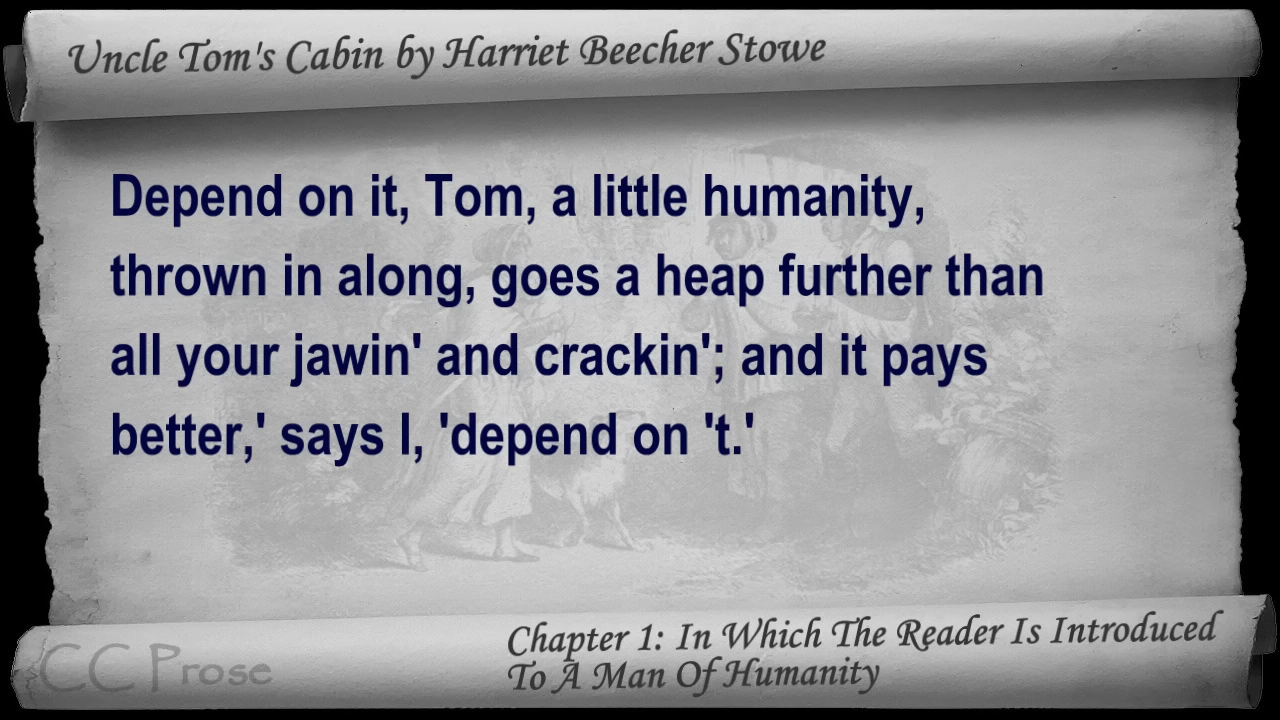 Uncle Tom's Cabin by Harriet Beecher Stowe
Depend on it, Tom, a little humanity,
thrown in along, goes a heap further than
all your jawin' and crackin'; and it pays
better,' says I, 'depend on 't.'
Chapter 1: In Which The Reader Is Introduced
To A Man Of Humanity
CC Prose